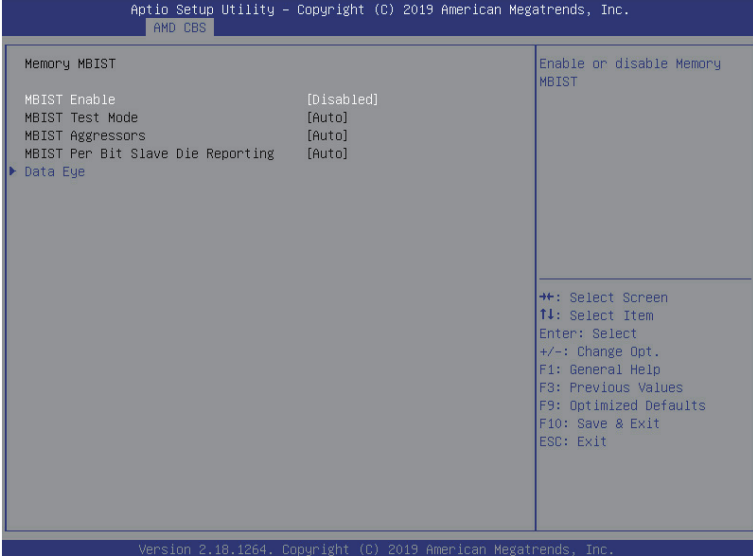 Aptio Setup Utility – Copyright (C) 2019 American Megatrends, Inc.
AMD CBS
Memory MBIST
MBIST Enable [Disabled]
MBIST Test Mode [Auto]
MBIST Aggressors [Auto]
MBIST Per Bit Slave Die Reporting [Auto]
Data Eye
Enable or disable Memory
MBIST
→←: Select Screen
↑↓: Select Item
Enter: Select
+/-: Change Opt.
F1: General Help
F3: Previous Values
F9: Optimized Defaults
F10: Save & Exit
ESC: Exit
Version 2.18.1264. Copyright (C) 2019 American Megatrends, Inc.